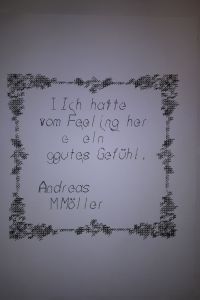 I Ich hatte
vom Feeling her
e ein
ggutes Gefühl.
Andreas
MMöller